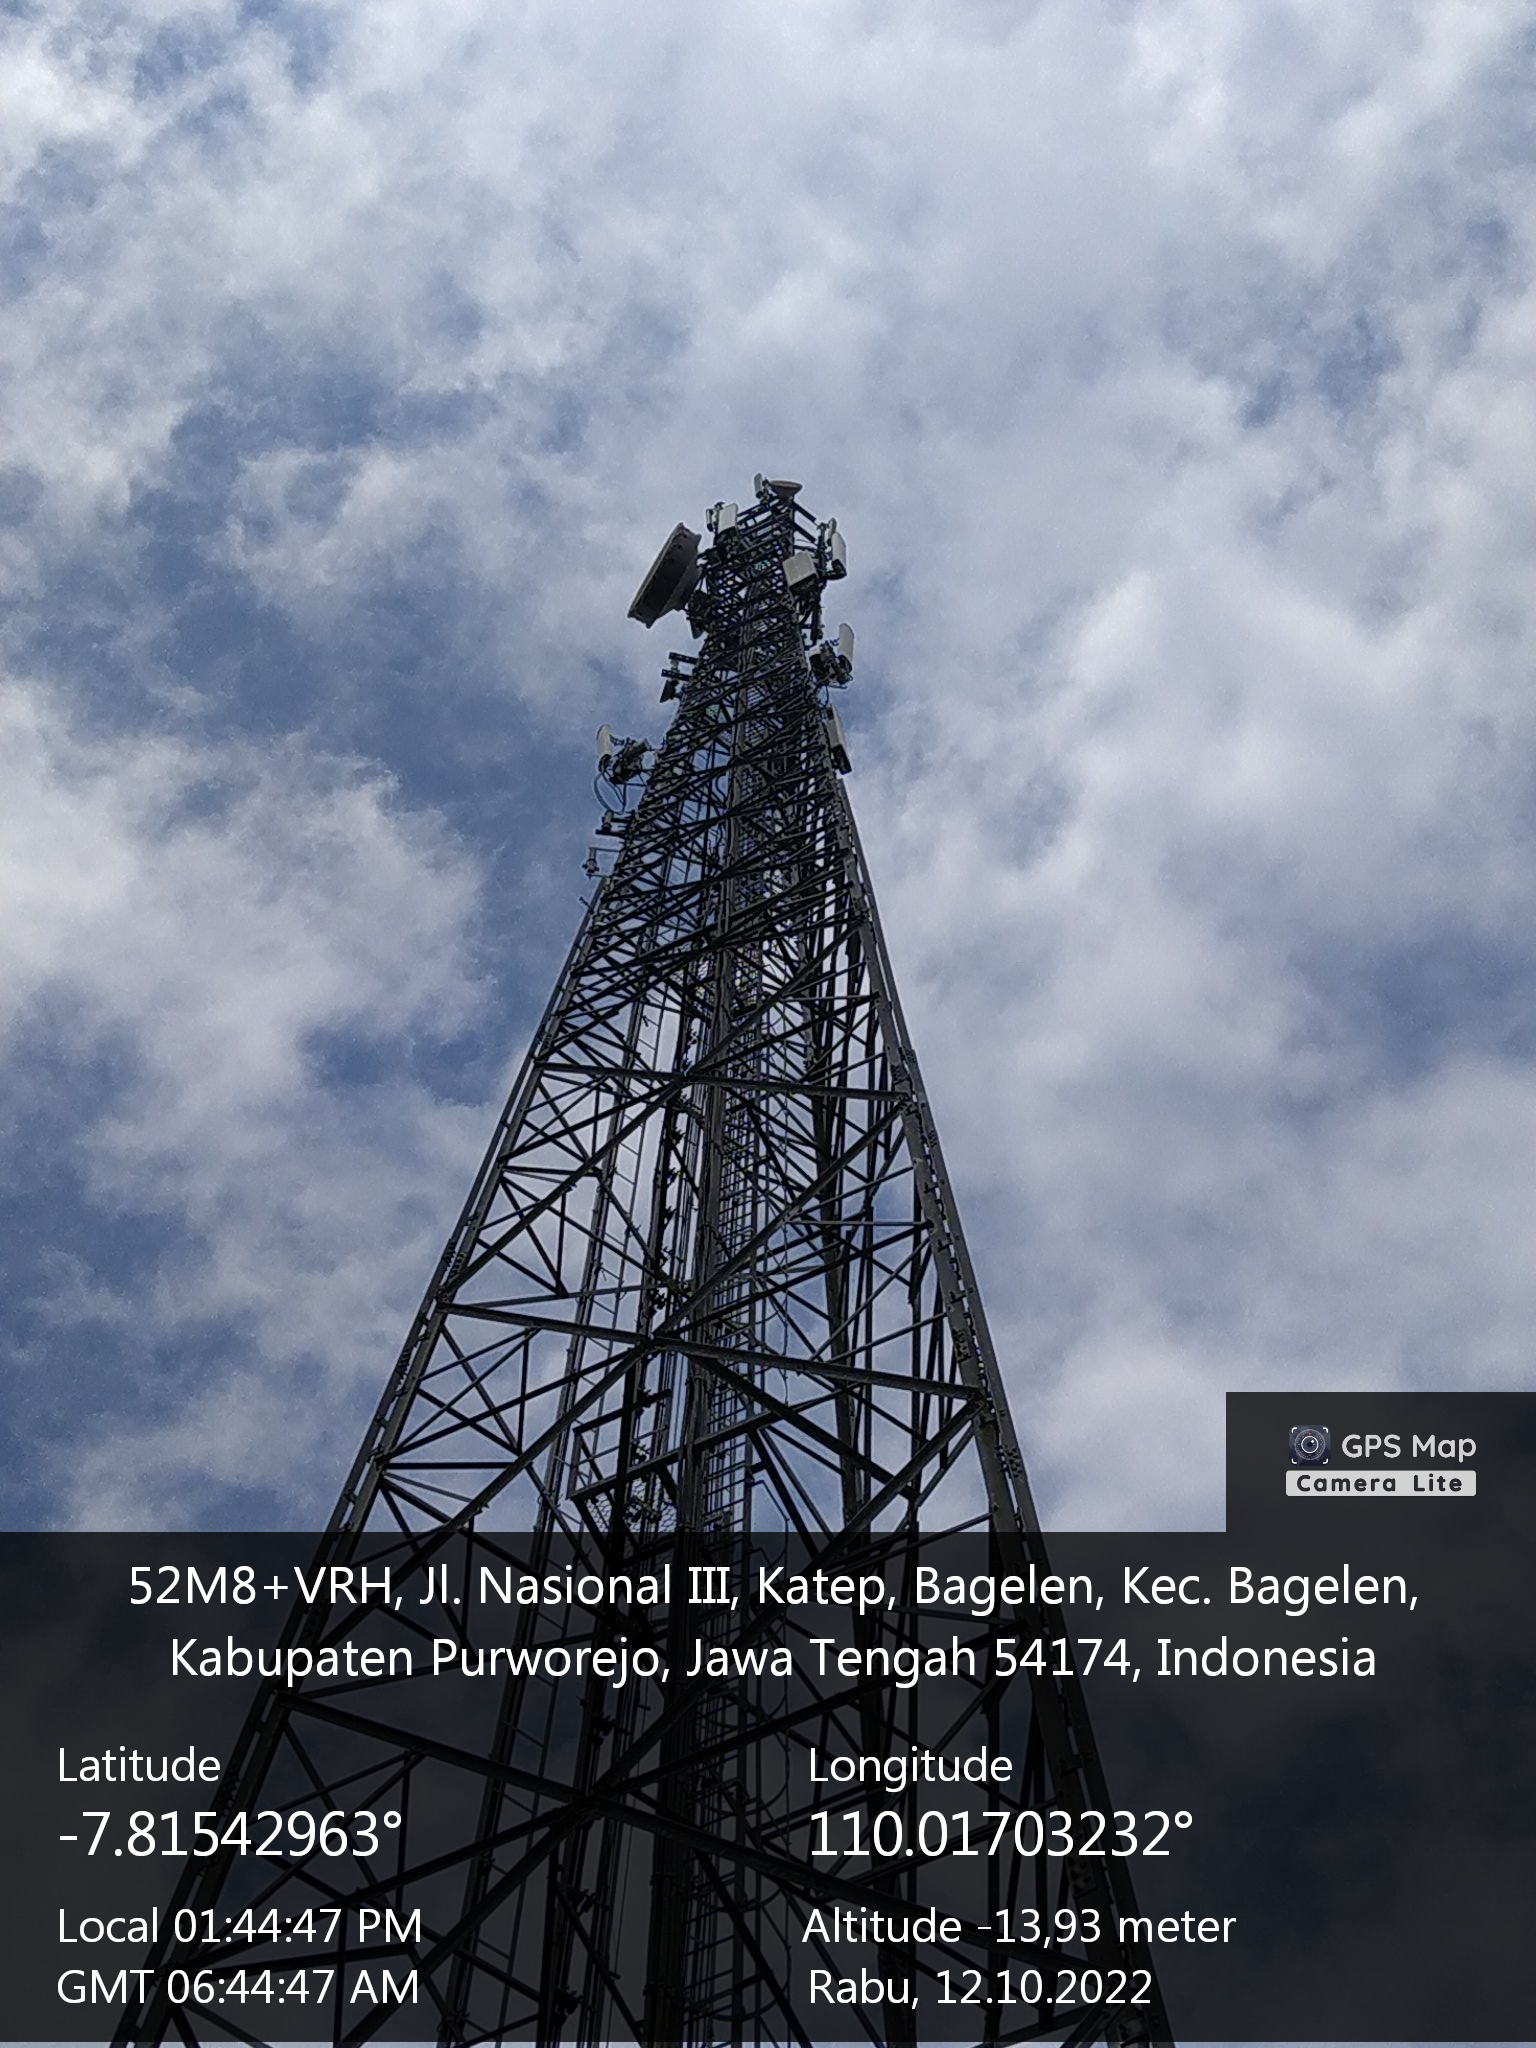 GPS Map
Camera Lite
52M8+VRH, Jl. Nasional III, Katep, Bagelen, Kec. Bagelen,
Kabupaten Purworejo, Jawa Tengah 54174, Indonesia
Latitude
-7.81542963°
Longitude
110.01703232°
Local 01:44:47 PM
GMT 06:44:47 AM
Altitude -13,93 meter
Rabu, 12.10.2022